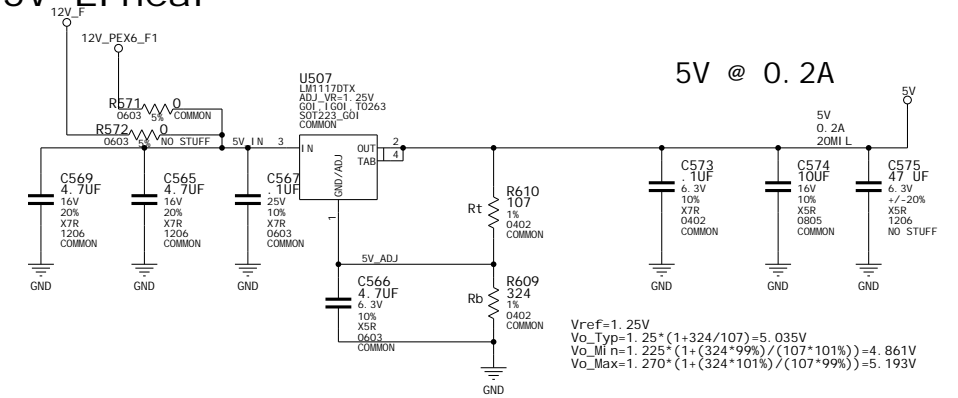 5V Linear
12V_F
12V_PEX6_F1
5V @ 0.2A
U507
LM1117DTX
ADJ_VR=1.25V
GOI,IGOI,TO263
SOT223_GOI
COMMON
R571 0
0603 5% COMMON
R572 0
0603 5% NO STUFF
5V_IN 3
IN
OUT
TAB
GND/ADJ
2
4
1
5V
5V
0.2A
20MIL
C569
4.7UF
16V
20%
X7R
1206
COMMON
C565
4.7UF
16V
20%
X7R
1206
COMMON
C567
.1UF
25V
10%
X7R
0603
COMMON
Rt
R610
107
1%
0402
COMMON
C573
.1UF
6.3V
10%
X7R
0402
COMMON
C574
10UF
16V
10%
X5R
0805
COMMON
C575
47 UF
6.3V
+/-20%
X5R
1206
NO STUFF
5V_ADJ
C566
4.7UF
6.3V
10%
X5R
0603
COMMON
Rb
R609
324
1%
0402
COMMON
GND
GND
GND
GND
GND
GND
GND
Vref=1.25V
Vo_Typ=1.25*(1+324/107)=5.035V
Vo_Min=1.225*(1+(324*99%)/(107*101%))=4.861V
Vo_Max=1.270*(1+(324*101%)/(107*99%))=5.193V